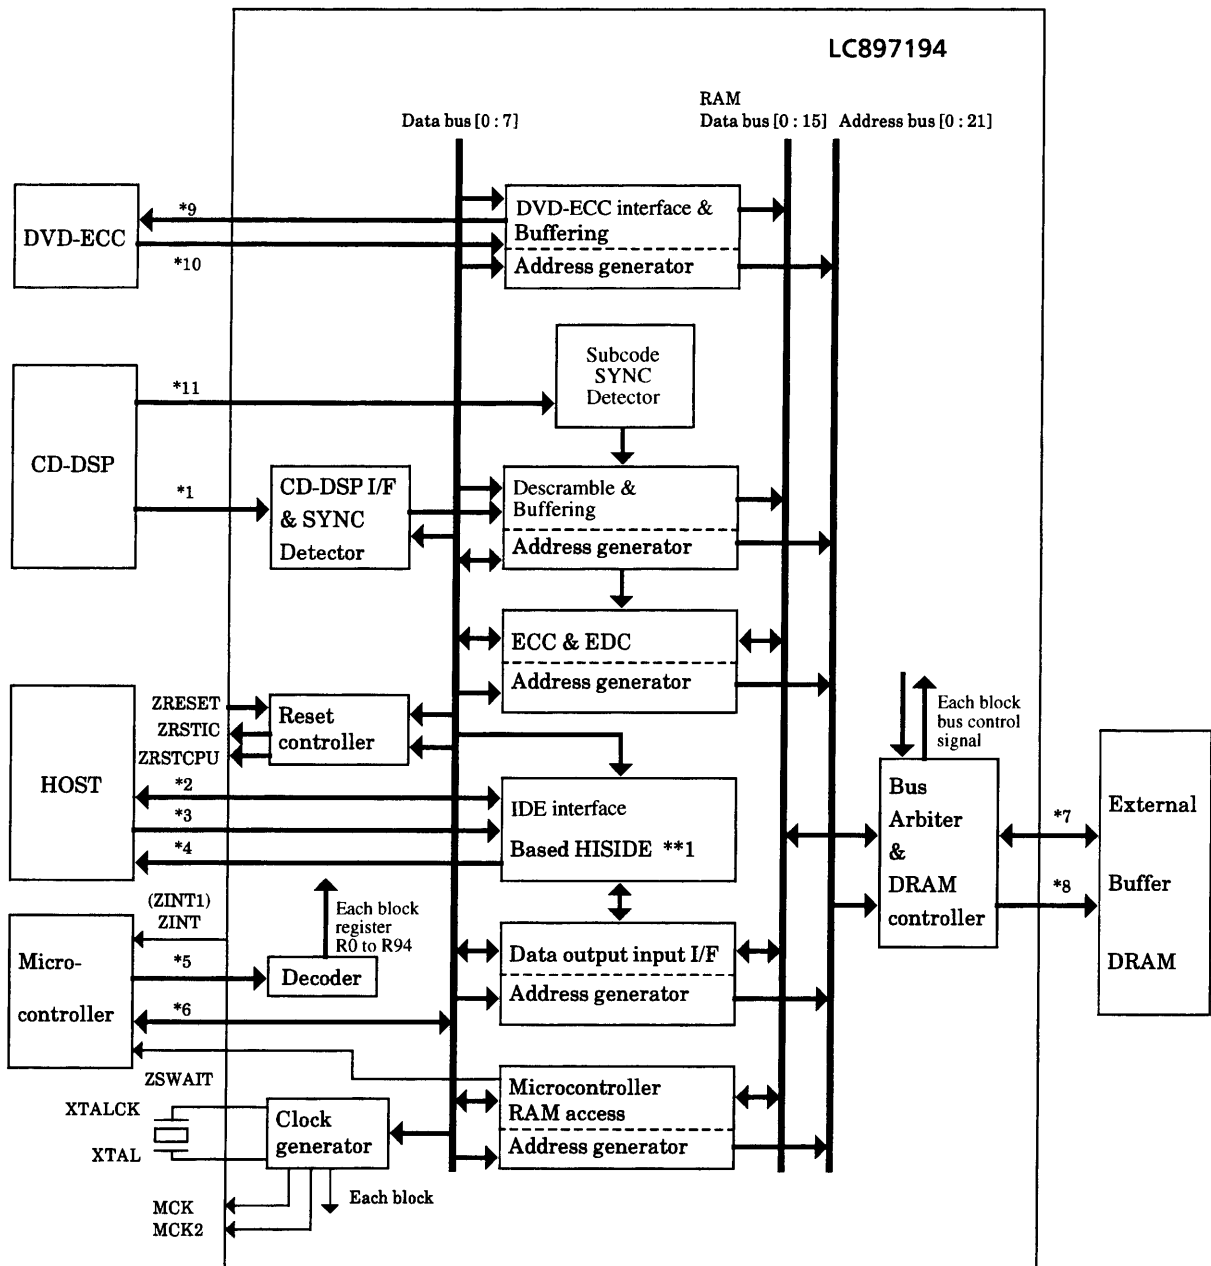 LC897194
RAM
Data bus [0 : 7]
Data bus [0 : 15]
Address bus [0 : 21]
DVD-ECC
*9
*10
DVD-ECC interface &
Buffering
Address generator
Subcode
SYNC
Detector
CD-DSP
*11
*1
CD-DSP I/F
& SYNC
Detector
Descramble &
Buffering
Address generator
ECC & EDC
Address generator
HOST
ZRESET
ZRSTIC
ZRSTCPU
Reset
controller
*2
*3
*4
IDE interface
Based HISIDE **1
Each block
bus control
signal
Bus
Arbiter
&
DRAM
controller
*7
*8
External
Buffer
DRAM
(ZINT1)
ZINT
Each block
register
R0 to R94
Micro-
controller
*5
Decoder
*6
Data output input I/F
Address generator
ZSWAIT
Microcontroller
RAM access
Address generator
XTALCK
XTAL
Clock
generator
MCK
MCK2
Each block